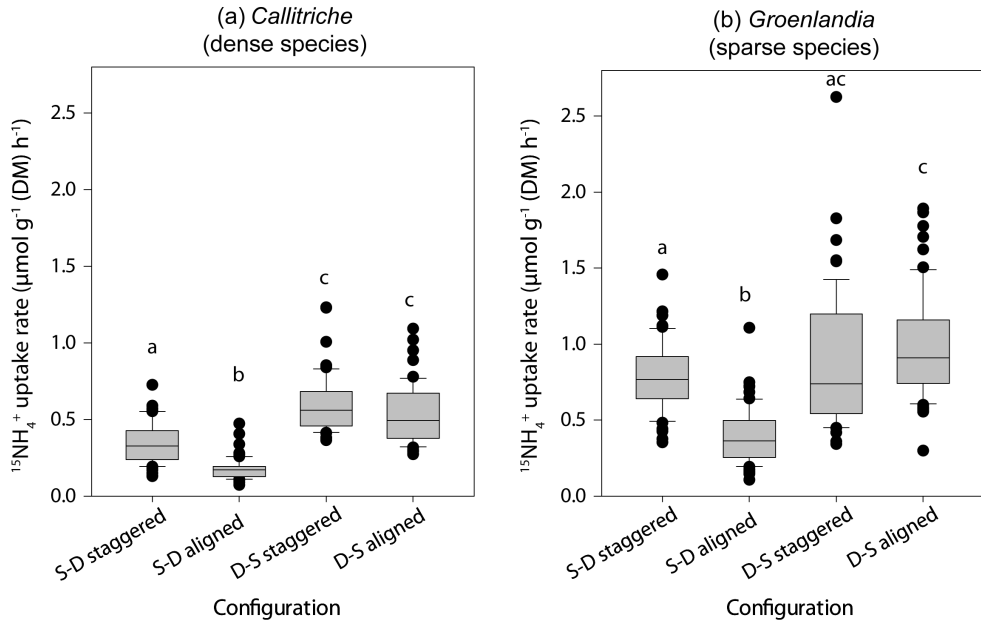 (a) Callitriche
(dense species)
¹⁵NH₄⁺ uptake rate (μmol g⁻¹ (DM) h⁻¹)
2.5
2.0
1.5
1.0
0.5
0.0
a
b
c
c
S-D staggered
S-D aligned
D-S staggered
D-S aligned
Configuration
(b) Groenlandia
(sparse species)
¹⁵NH₄⁺ uptake rate (μmol g⁻¹ (DM) h⁻¹)
2.5
2.0
1.5
1.0
0.5
0.0
a
b
ac
c
S-D staggered
S-D aligned
D-S staggered
D-S aligned
Configuration